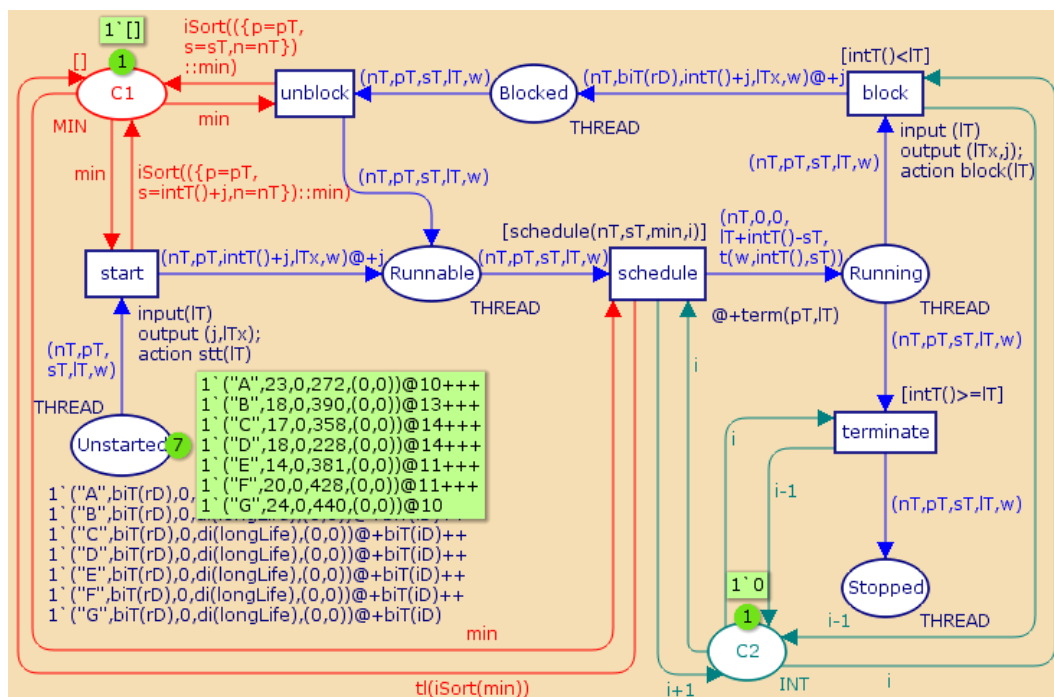 1`[]
iSort(({p=pT,
s=sT,n=nT})
::min)
[]
1
C1
MIN
min
unblock
(nT,pT,sT,lT,w)
Blocked
THREAD
(nT,biT(rD),intT()+j,lTx,w)@+j
[intT()<lT]
block
input (lT)
output (lTx,j);
action block(lT)
min
iSort(({p=pT,
s=intT()+j,n=nT})::min)
(nT,pT,sT,lT,w)
(nT,pT,sT,lT,w)
start
(nT,pT,intT()+j,lTx,w)@+j
Runnable
THREAD
[schedule(nT,sT,min,i)]
(nT,pT,sT,lT,w)
schedule
(nT,0,0,
lT+intT()-sT,
t(w,intT(),sT))
Running
THREAD
@+term(pT,lT)
input(lT)
output (j,lTx);
action stt(lT)
(nT,pT,
sT,lT,w)
i
(nT,pT,sT,lT,w)
THREAD
Unstarted
7
1`("A",23,0,272,(0,0))@10+++
1`("B",18,0,390,(0,0))@13+++
1`("C",17,0,358,(0,0))@14+++
1`("D",18,0,228,(0,0))@14+++
1`("E",14,0,381,(0,0))@11+++
1`("F",20,0,428,(0,0))@11+++
1`("G",24,0,440,(0,0))@10
[intT()>=lT]
i
terminate
i-1
(nT,pT,sT,lT,w)
1`("A",biT(rD),0,
1`("B",biT(rD),0,di(longLife),(0,0))@+biT(iD)++
1`("C",biT(rD),0,di(longLife),(0,0))@+biT(iD)++
1`("D",biT(rD),0,di(longLife),(0,0))@+biT(iD)++
1`("E",biT(rD),0,di(longLife),(0,0))@+biT(iD)++
1`("F",biT(rD),0,di(longLife),(0,0))@+biT(iD)++
1`("G",biT(rD),0,di(longLife),(0,0))@+biT(iD)
Stopped
THREAD
1`0
1
C2
INT
i-1
min
i
i+1
tl(iSort(min))